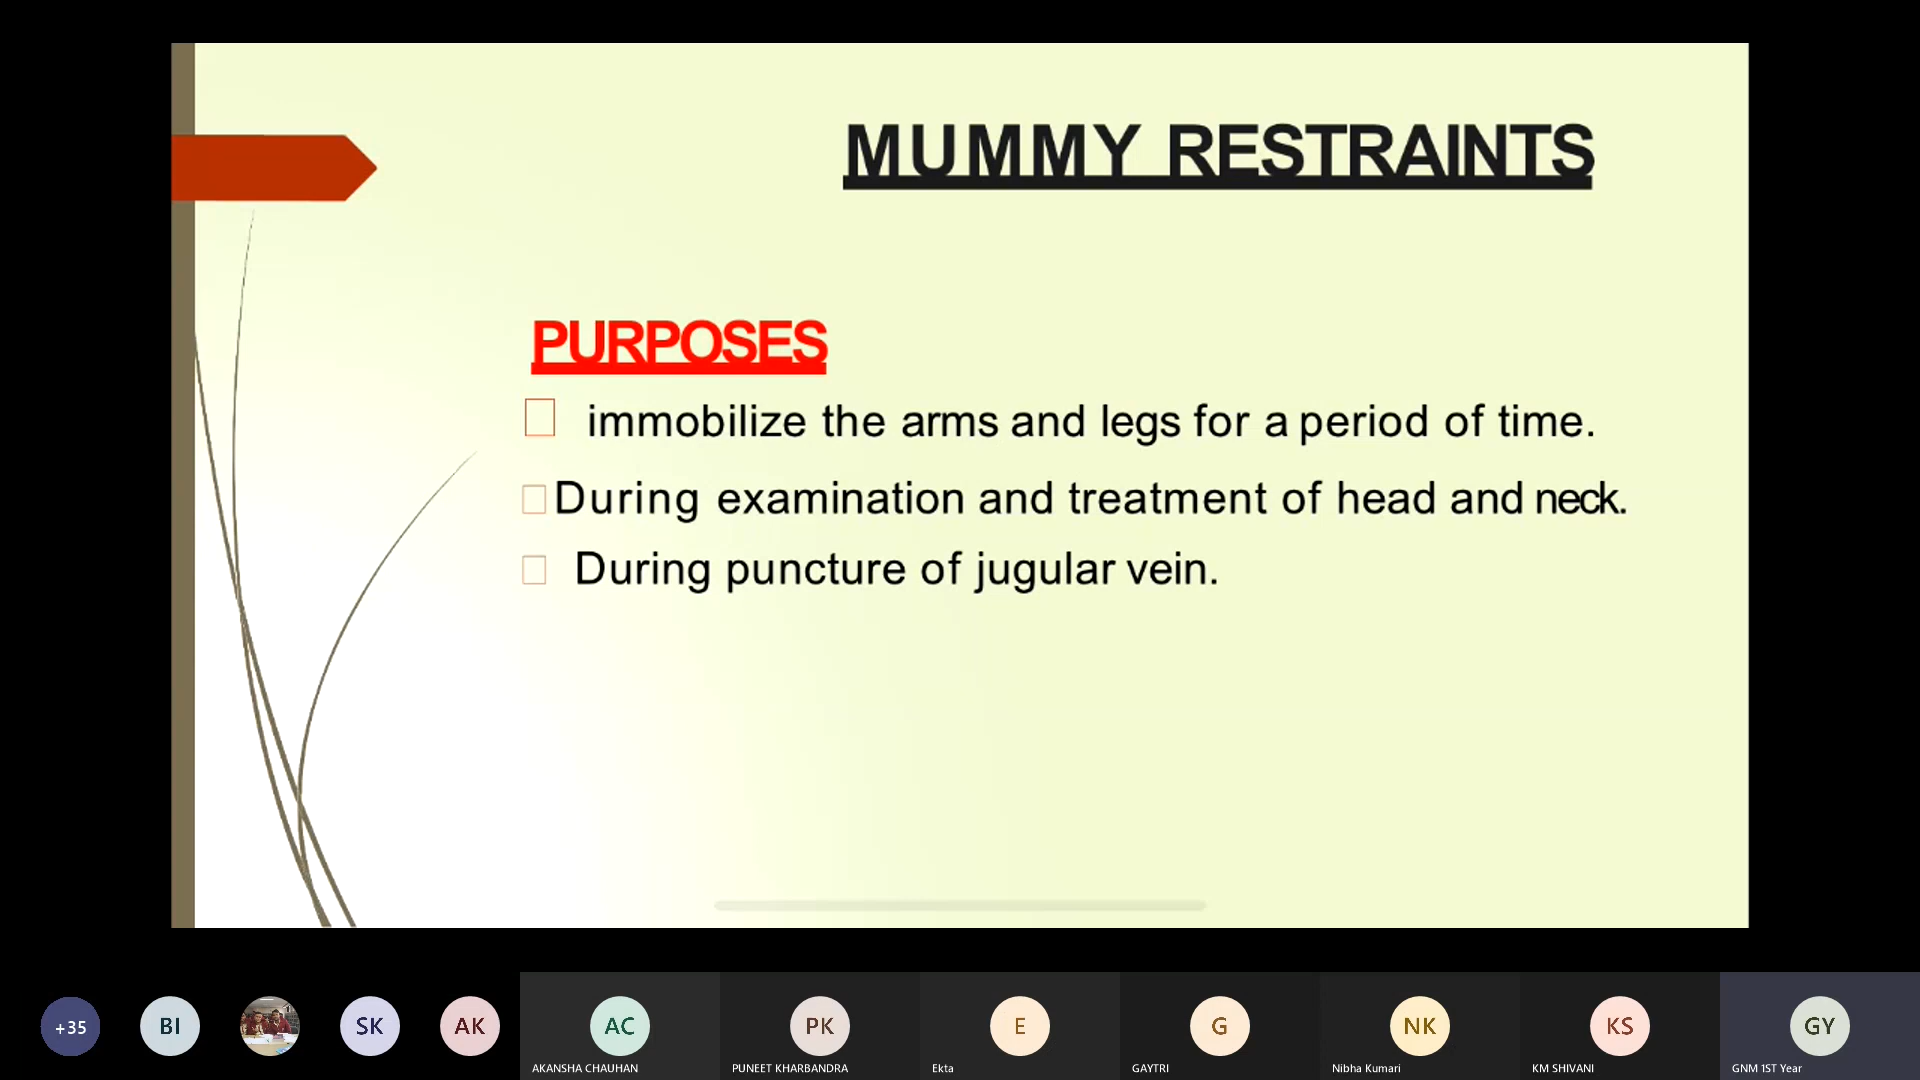 MUMMY RESTRAINTS
PURPOSES
immobilize the arms and legs for a period of time.
During examination and treatment of head and neck.
During puncture of jugular vein.
+35
BI
SK
AK
AC
PK
E
G
NK
KS
GY
AKANSHA CHAUHAN
PUNEET KHARBANDRA
Ekta
GAYTRI
Nibha Kumari
KM SHIVANI
GNM 1ST Year